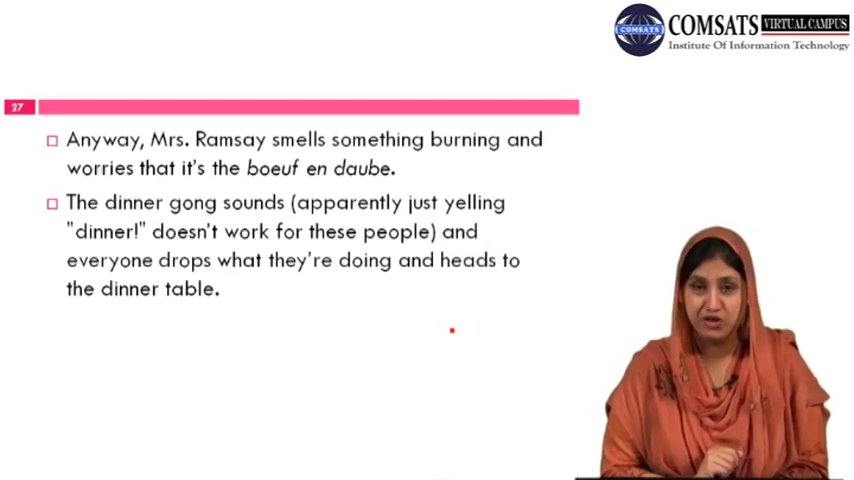 COMSATS VIRTUAL CAMPUS
COMSATS
Institute Of Information Technology
27
Anyway, Mrs. Ramsay smells something burning and
worries that it's the boeuf en daube.
The dinner gong sounds (apparently just yelling
"dinner!" doesn't work for these people) and
everyone drops what they're doing and heads to
the dinner table.